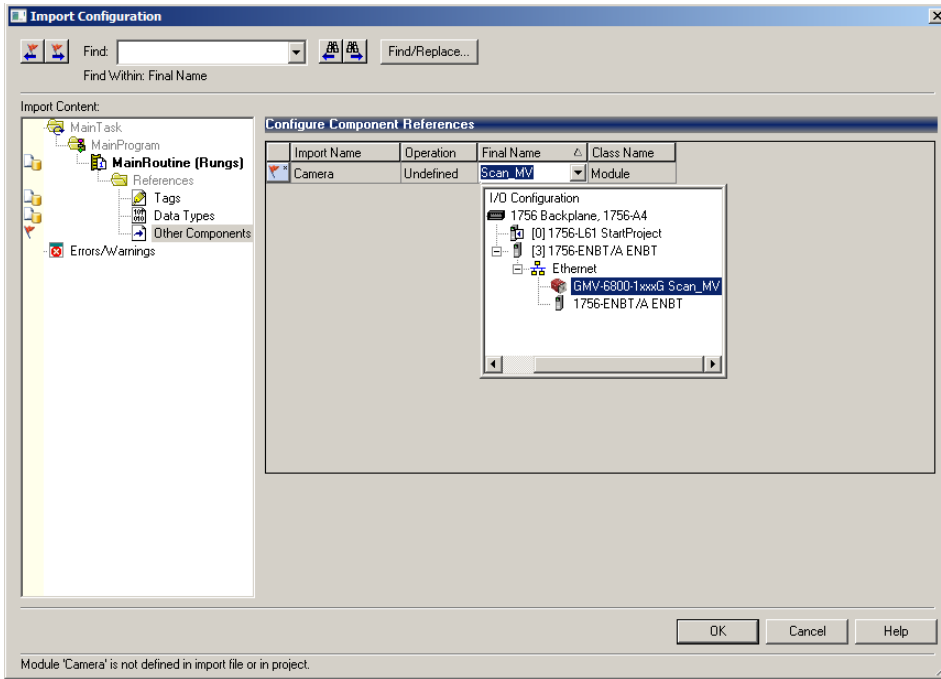 Import Configuration
Find:
Find/Replace...
Find Within: Final Name
Import Content:
MainTask
MainProgram
MainRoutine (Rungs)
References
Tags
Data Types
Other Components
Errors/Warnings
Configure Component References
Import Name Operation Final Name Class Name
Camera Undefined Scan_MV Module
I/O Configuration
1756 Backplane, 1756-A4
[0] 1756-L61 StartProject
[3] 1756-ENBT/A ENBT
Ethernet
GMV-6800-1xxxG Scan_MV
1756-ENBT/A ENBT
OK Cancel Help
Module 'Camera' is not defined in import file or in project.